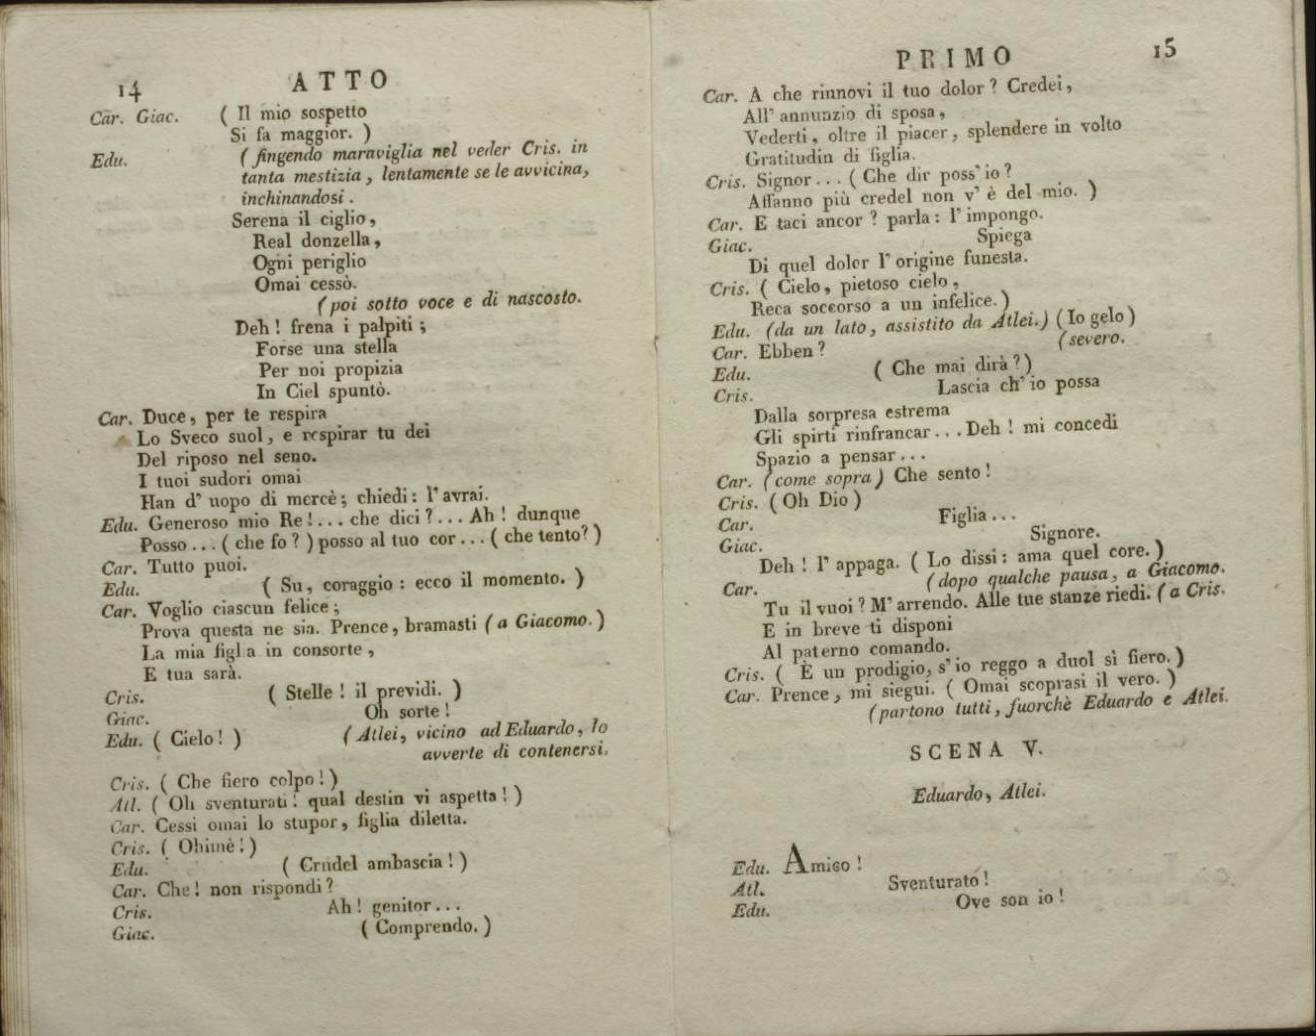 14 ATTO
Car. Giac. ( Il mio sospetto
Si fa maggior. )
Edu. ( fingendo maraviglia nel veder Cris. in
tanta mestizia, lentamente se le avvicina,
inchinandosi.
Serena il ciglio,
Real donzella,
Ogni periglio
Omai cessò.
( poi sotto voce e di nascosto.
Deh! frena i palpiti;
Forse una stella
Per noi propizia
In Ciel spuntò.
Car. Duce, per te respira
Lo Sveco suol, e respirar tu dei
Del riposo nel seno.
I tuoi sudori omai
Han d' uopo di mercè; chiedi: l' avrai.
Edu. Generoso mio Re!... che dici?... Ah! dunque
Posso... ( che fo? ) posso al tuo cor... ( che tento? )
Car. Tutto puoi.
Edu. ( Su, coraggio: ecco il momento. )
Car. Voglio ciascun felice;
Prova questa ne sia. Prence, bramasti ( a Giacomo. )
La mia figl a in consorte,
E tua sarà.
Cris. ( Stelle! il previdi. )
Giac. Oh sorte!
Edu. ( Cielo! ) ( Atlei, vicino ad Eduardo, lo
avverte di contenersi.
Cris. ( Che fiero colpo! )
Atl. ( Oh sventurati! qual destin vi aspetta! )
Car. Cessi omai lo stupor, figlia diletta.
Cris. ( Ohimè! )
Edu. ( Crudel ambascia! )
Car. Che! non rispondi?
Cris. Ah! genitor...
Giac. ( Comprendo. )
PRIMO 15
Car. A che rinnovi il tuo dolor? Credei,
All' annunzio di sposa,
Vederti, oltre il piacer, splendere in volto
Gratitudin di figlia.
Cris. Signor... ( Che dir poss' io?
Affanno più crudel non v' è del mio. )
Car. E taci ancor? parla: l' impongo.
Giac. Spiega
Di quel dolor l' origine funesta.
Cris. ( Cielo, pietoso cielo,
Reca soccorso a un infelice. )
Edu. (da un lato, assistito da Atlei.) ( Io gelo )
Car. Ebben? ( severo.
Edu. ( Che mai dirà? )
Cris. Lascia ch' io possa
Dalla sorpresa estrema
Gli spirti rinfrancar... Deh! mi concedi
Spazio a pensar...
Car. ( come sopra ) Che sento!
Cris. ( Oh Dio )
Car. Figlia...
Giac. Signore.
Deh! l' appaga. ( Lo dissi: ama quel core. )
Car. ( dopo qualche pausa, a Giacomo.
Tu il vuoi? M' arrendo. Alle tue stanze riedi. ( a Cris.
E in breve ti disponi
Al paterno comando.
Cris. ( È un prodigio, s' io reggo a duol sì fiero. )
Car. Prence, mi siegui. ( Omai scoprasi il vero. )
(partono tutti, fuorchè Eduardo e Atlei.
SCENA V.
Eduardo, Atlei.
Edu. Amico!
Atl. Sventurato!
Edu. Ove son io!